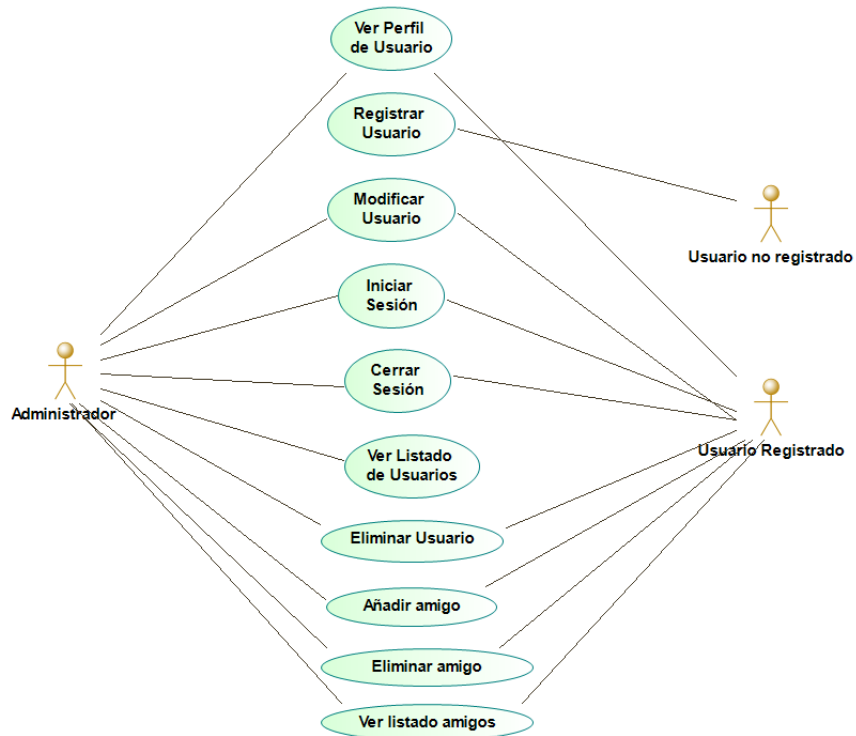 Ver Perfil
de Usuario
Registrar
Usuario
Modificar
Usuario
Usuario no registrado
Iniciar
Sesión
Cerrar
Sesión
Administrador
Usuario Registrado
Ver Listado
de Usuarios
Eliminar Usuario
Añadir amigo
Eliminar amigo
Ver listado amigos